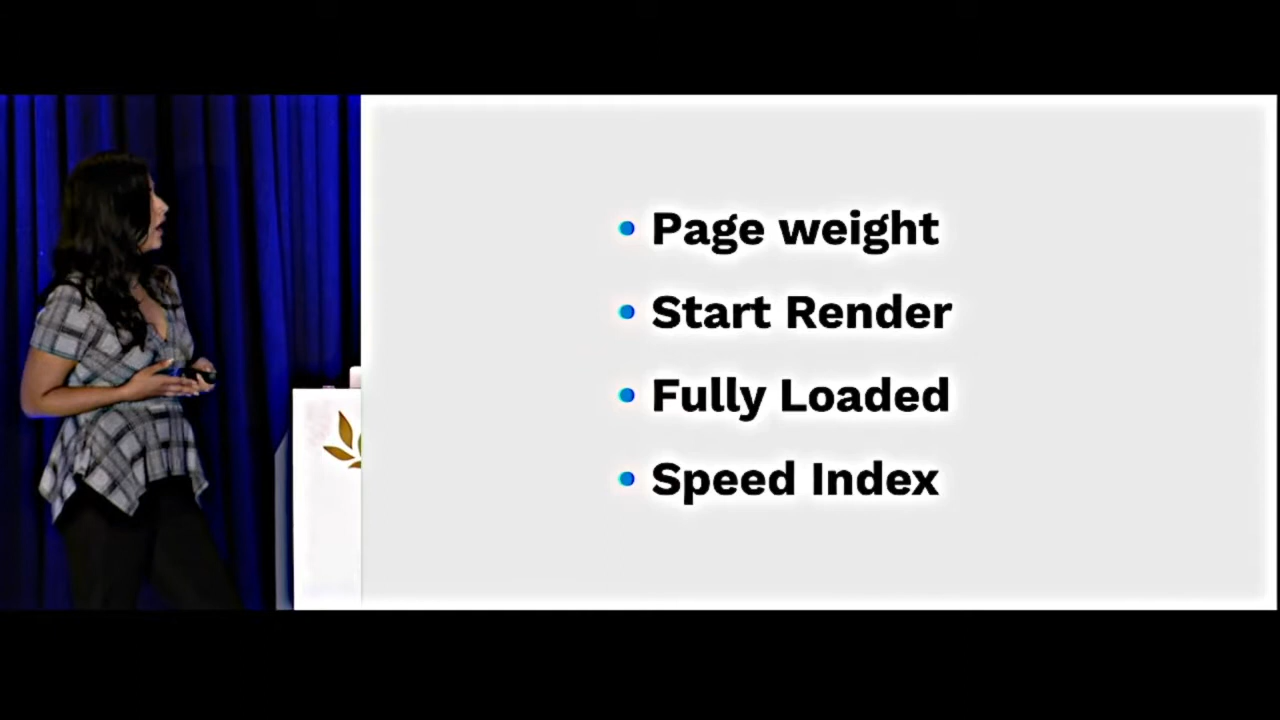 • Page weight
• Start Render
• Fully Loaded
• Speed Index